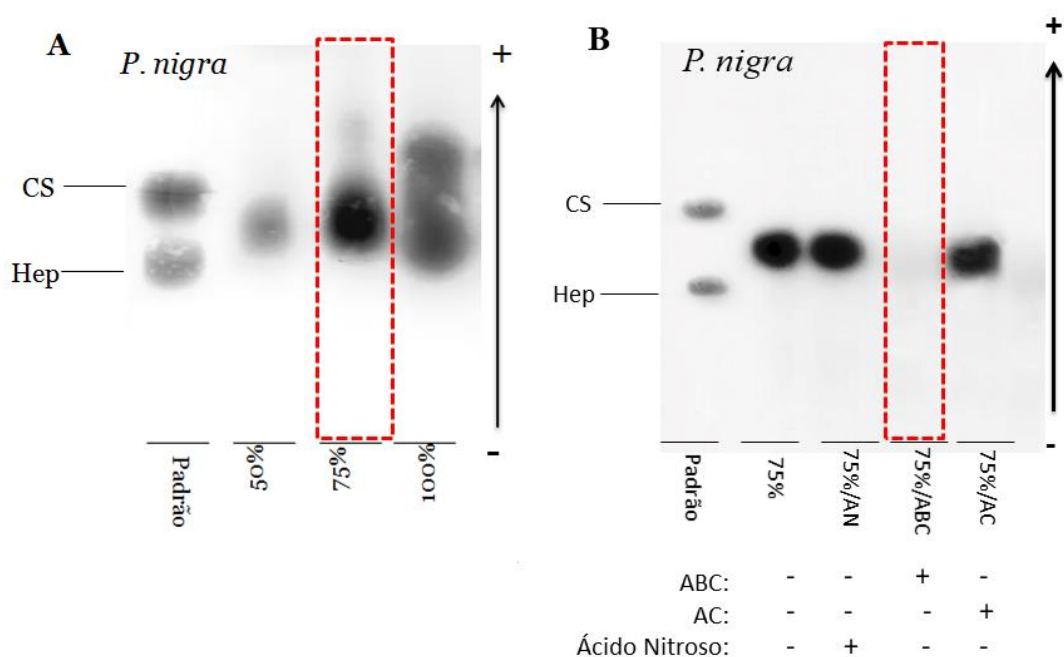 A
P. nigra
+
CS
Hep
-
Padrão
50%
75%
100%
B
P. nigra
+
CS
Hep
-
Padrão
75%
75%/AN
75%/ABC
75%/AC
ABC: - - + -
AC: - - - +
Ácido Nitroso: - + - -